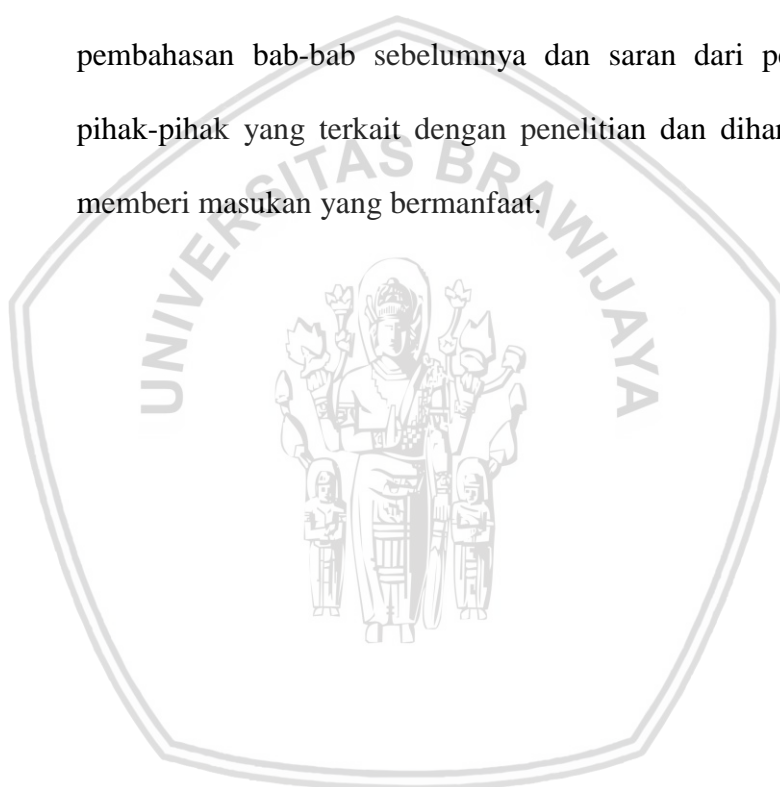 pembahasan bab-bab sebelumnya dan saran dari
pihak-pihak yang terkait dengan penelitian dan
memberi masukan yang bermanfaat.
UNIVERSITAS BRAWIJAYA